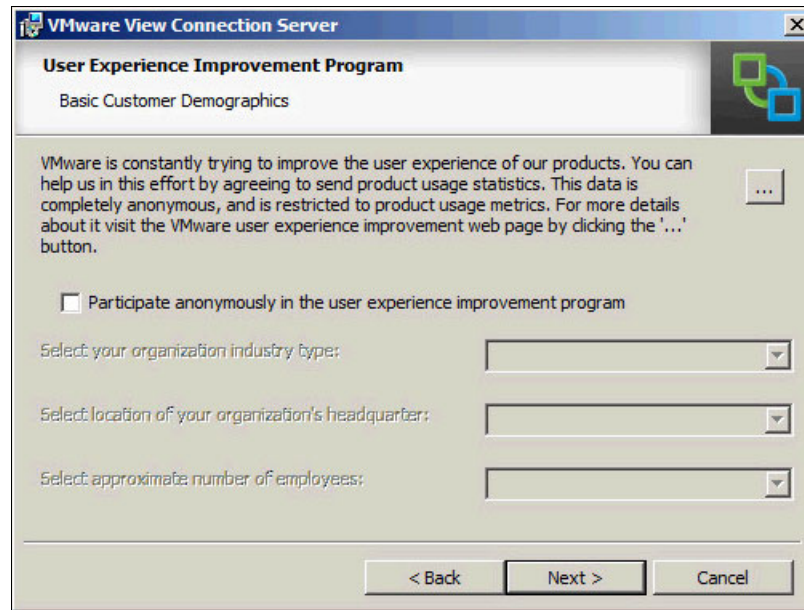 VMware View Connection Server
User Experience Improvement Program
Basic Customer Demographics
VMware is constantly trying to improve the user experience of our products. You can
help us in this effort by agreeing to send product usage statistics. This data is
completely anonymous, and is restricted to product usage metrics. For more details
about it visit the VMware user experience improvement web page by clicking the '...'
button.
...
Participate anonymously in the user experience improvement program
Select your organization industry type:
Select location of your organization's headquarter:
Select approximate number of employees:
< Back
Next >
Cancel